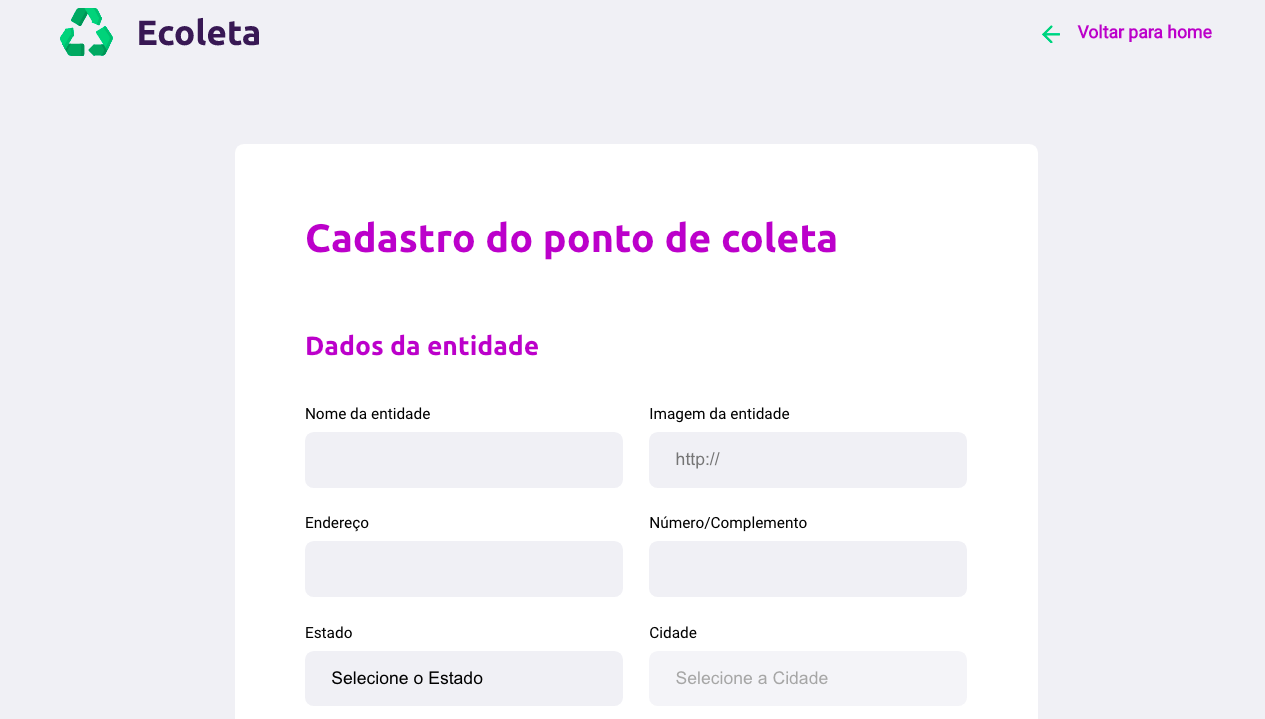 Ecoleta
Voltar para home
Cadastro do ponto de coleta
Dados da entidade
Nome da entidade
Imagem da entidade
http://
Endereço
Número/Complemento
Estado
Cidade
Selecione o Estado
Selecione a Cidade